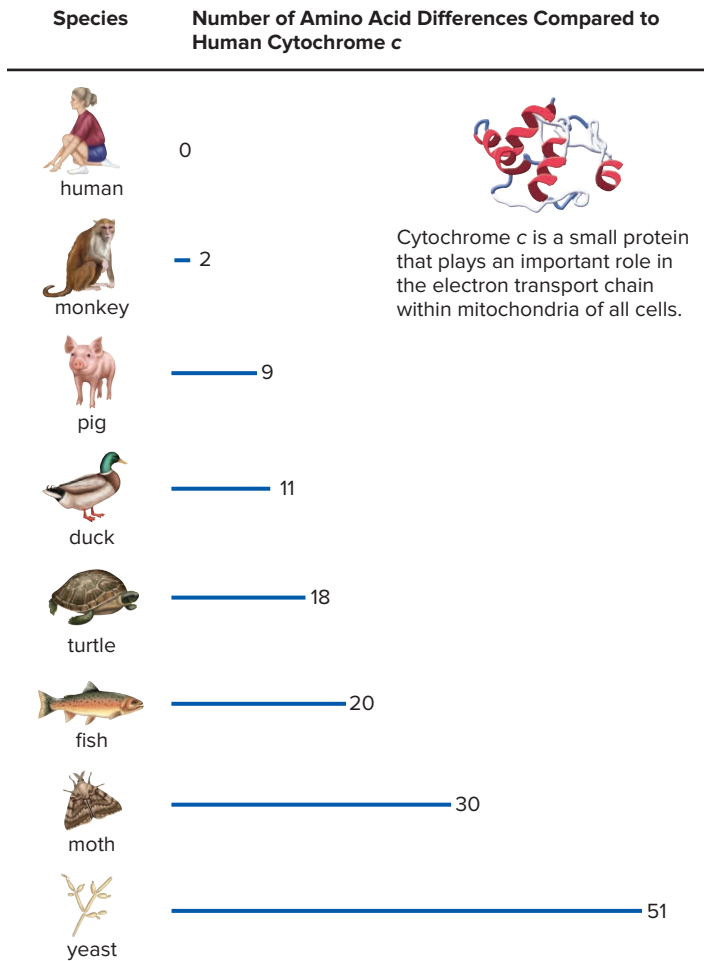 Species
Number of Amino Acid Differences Compared to
Human Cytochrome c
human
0
Cytochrome c is a small protein
that plays an important role in
the electron transport chain
within mitochondria of all cells.
monkey
2
pig
9
duck
11
turtle
18
fish
20
moth
30
yeast
51